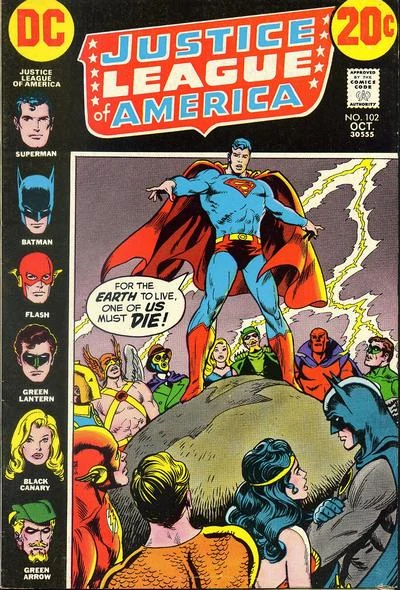 DC
JUSTICE
LEAGUE
of AMERICA
20¢
APPROVED
BY THE
COMICS
CODE
AUTHORITY
NO. 102
OCT.
30555
JUSTICE
LEAGUE
OF AMERICA
SUPERMAN
BATMAN
FLASH
GREEN
LANTERN
BLACK
CANARY
GREEN
ARROW
FOR THE
EARTH TO LIVE,
ONE OF US
MUST DIE!
S